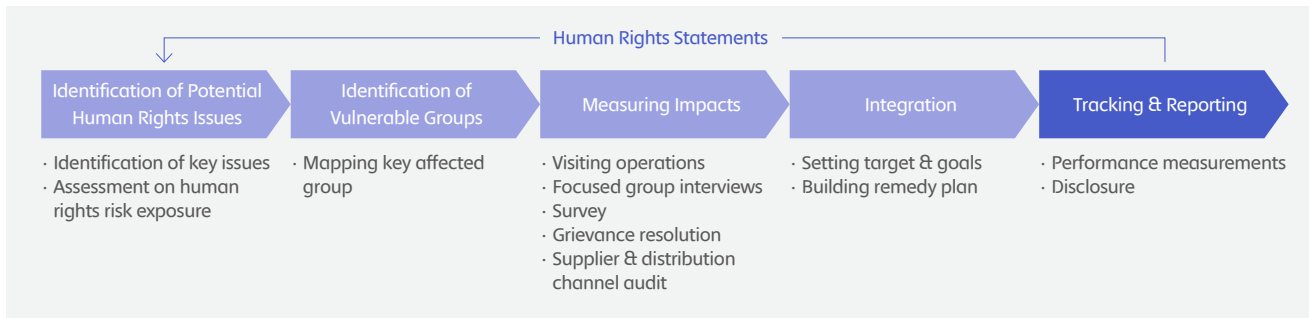 Human Rights Statements
Identification of Potential
Human Rights Issues
Identification of
Vulnerable Groups
Measuring Impacts
Integration
Tracking & Reporting
· Identification of key issues
· Assessment on human
rights risk exposure
· Mapping key affected
group
· Visiting operations
· Focused group interviews
· Survey
· Grievance resolution
· Supplier & distribution
channel audit
· Setting target & goals
· Building remedy plan
· Performance measurements
· Disclosure